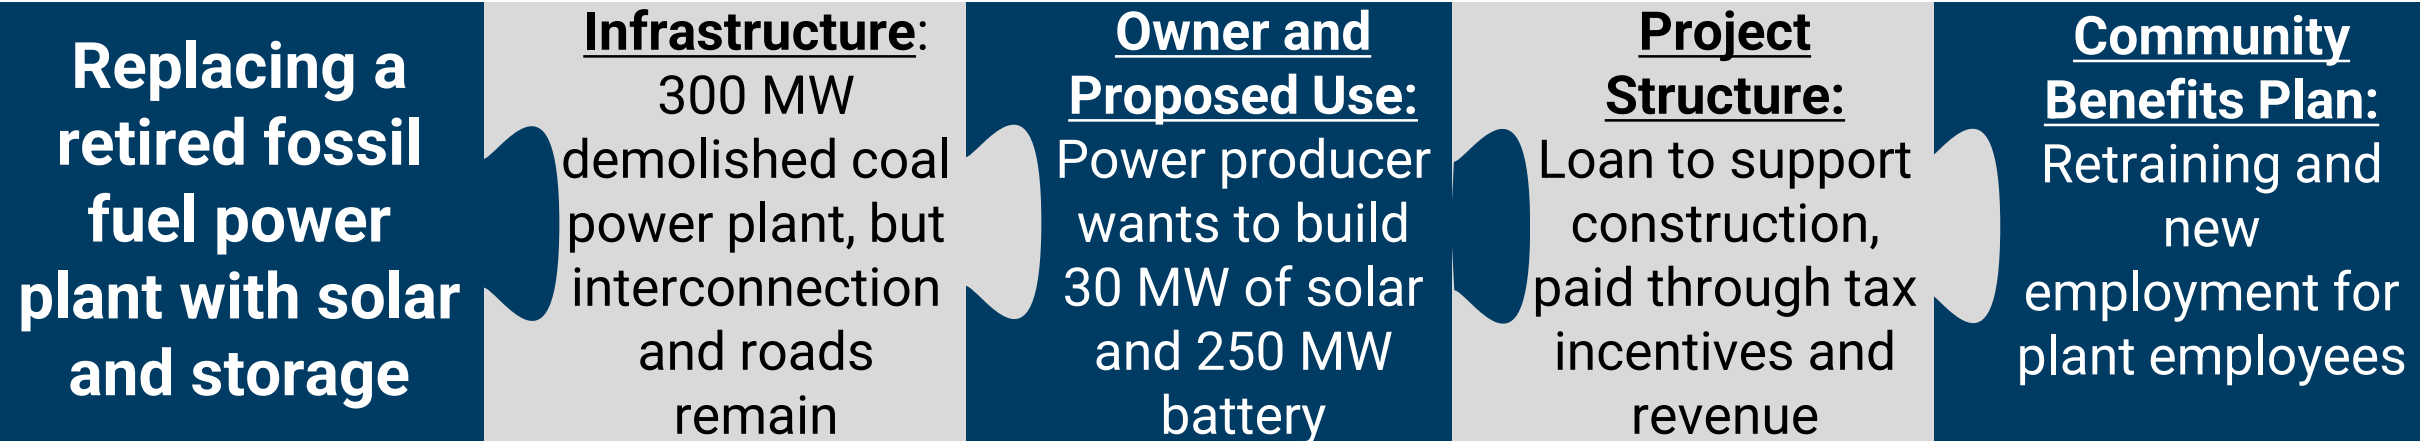 Replacing a
retired fossil
fuel power
plant with solar
and storage
Infrastructure:
300 MW
demolished coal
power plant, but
interconnection
and roads
remain
Owner and
Proposed Use:
Power producer
wants to build
30 MW of solar
and 250 MW
battery
Project
Structure:
Loan to support
construction,
paid through tax
incentives and
revenue
Community
Benefits Plan:
Retraining and
new
employment for
plant employees